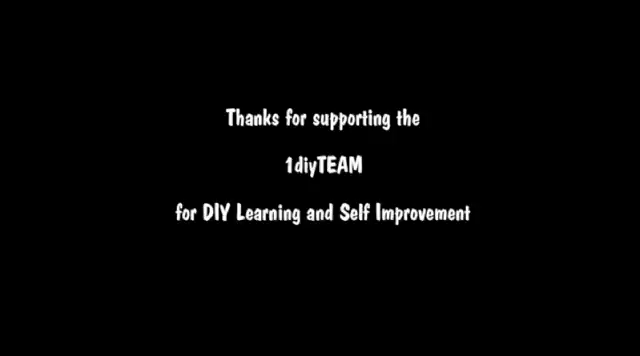 Thanks for supporting the
1diyTEAM
for DIY Learning and Self Improvement